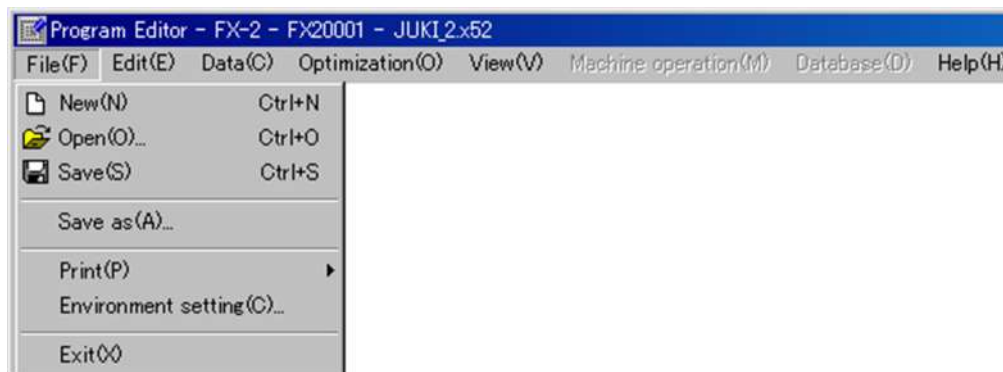 Program Editor - FX-2 - FX20001 - JUKI_2.x52
File(F) Edit(E) Data(C) Optimization(O) View(V) Machine operation(M) Database(D) Help(H)
New(N) Ctrl+N
Open(O)... Ctrl+O
Save(S) Ctrl+S
Save as(A)...
Print(P)
Environment setting(C)...
Exit(X)